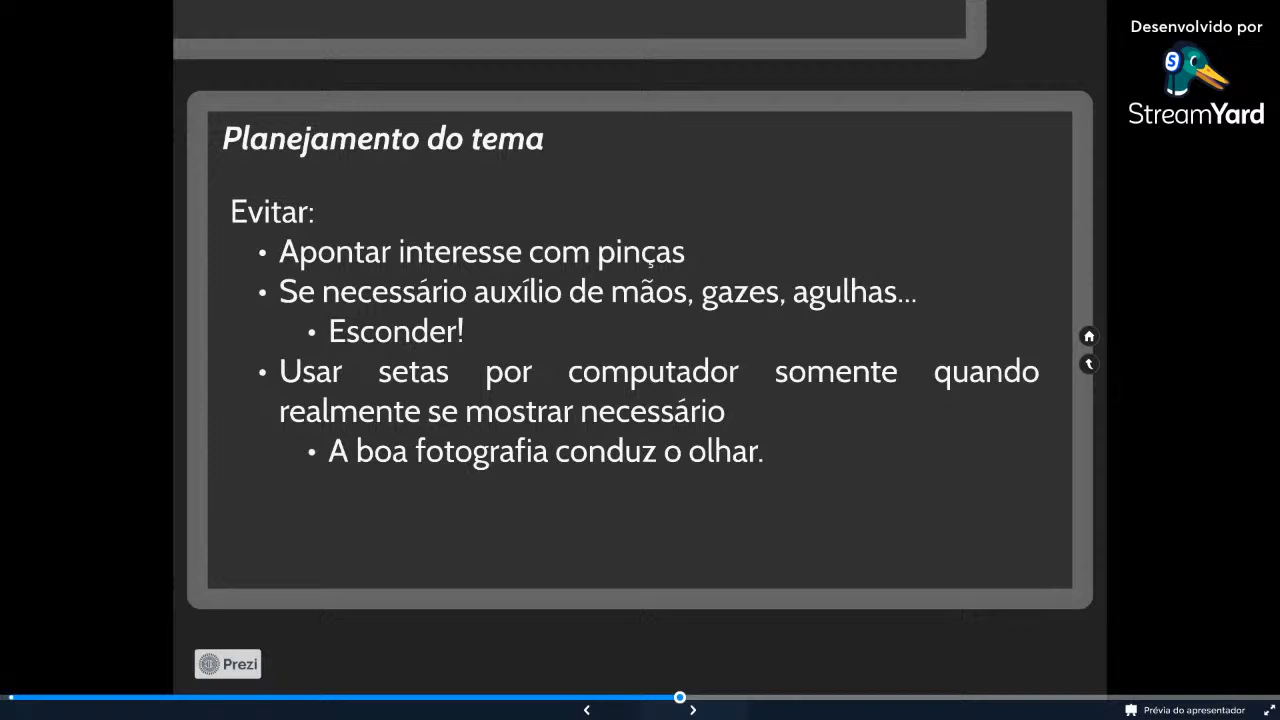 Desenvolvido por
StreamYard
Planejamento do tema
Evitar:
• Apontar interesse com pinças
• Se necessário auxílio de mãos, gazes, agulhas...
• Esconder!
• Usar setas por computador somente quando
realmente se mostrar necessário
• A boa fotografia conduz o olhar.
Prezi
Prévia do apresentador